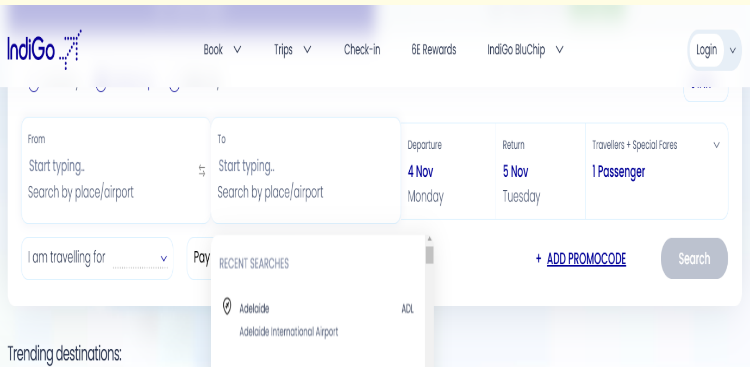 IndiGo
Book
Trips
Check-in
6E Rewards
IndiGo BluChip
Login
From
Start typing..
Search by place/airport
To
Start typing..
Search by place/airport
Departure
4 Nov
Monday
Return
5 Nov
Tuesday
Travellers + Special Fares
1 Passenger
I am travelling for
Pay
+ ADD PROMOCODE
Search
RECENT SEARCHES
Adelaide ADL
Adelaide International Airport
Trending destinations: